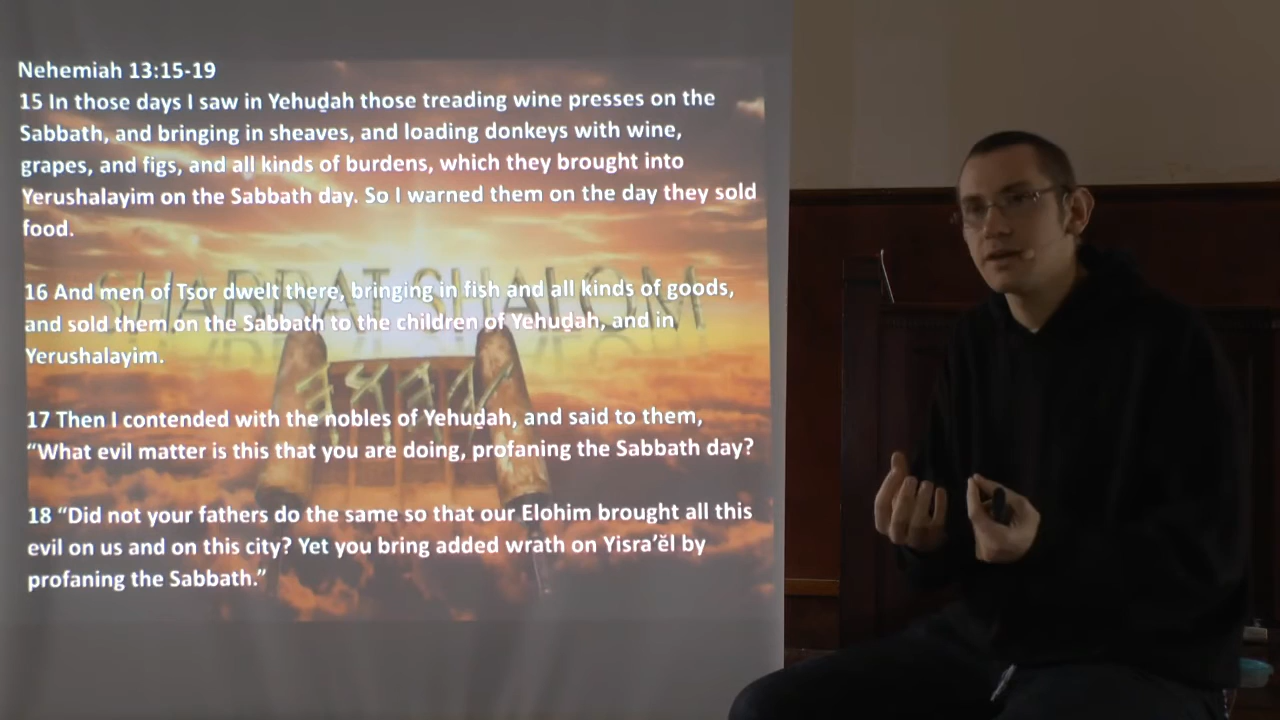 Nehemiah 13:15-19
15 In those days I saw in Yehuḏah those treading wine presses on the
Sabbath, and bringing in sheaves, and loading donkeys with wine,
grapes, and figs, and all kinds of burdens, which they brought into
Yerushalayim on the Sabbath day. So I warned them on the day they sold
food.
SHABBAT SHALOM
16 And men of Tsor dwelt there, bringing in fish and all kinds of goods,
and sold them on the Sabbath to the children of Yehuḏah, and in
Yerushalayim.
17 Then I contended with the nobles of Yehuḏah, and said to them,
“What evil matter is this that you are doing, profaning the Sabbath day?
18 “Did not your fathers do the same so that our Elohim brought all this
evil on us and on this city? Yet you bring added wrath on Yisra’ĕl by
profaning the Sabbath.”